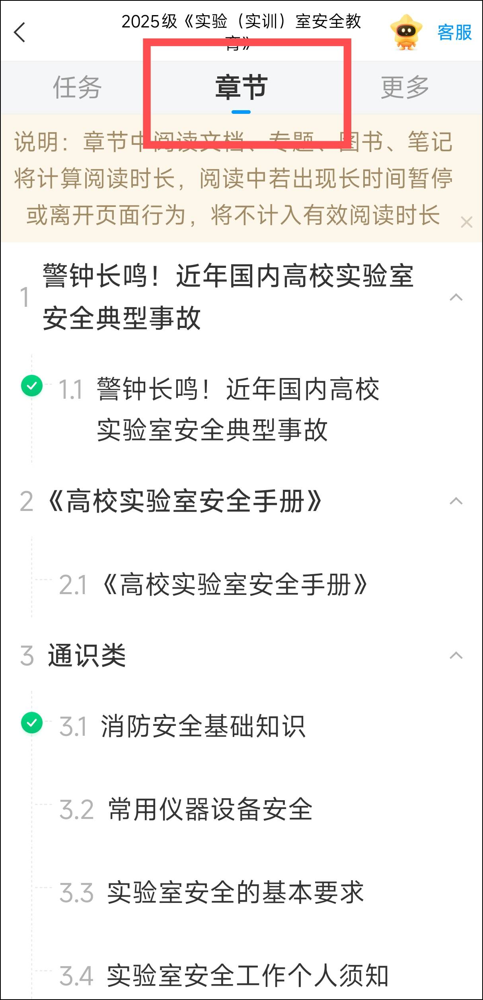 2025级《实验（实训）室安全教
育》
客服
任务
章节
更多
说明：章节中阅读文档、专题、图书、笔记
将计算阅读时长，阅读中若出现长时间暂停
或离开页面行为，将不计入有效阅读时长
1 警钟长鸣！近年国内高校实验室
安全典型事故
1.1 警钟长鸣！近年国内高校
实验室安全典型事故
2 《高校实验室安全手册》
2.1 《高校实验室安全手册》
3 通识类
3.1 消防安全基础知识
3.2 常用仪器设备安全
3.3 实验室安全的基本要求
3.4 实验室安全工作个人须知